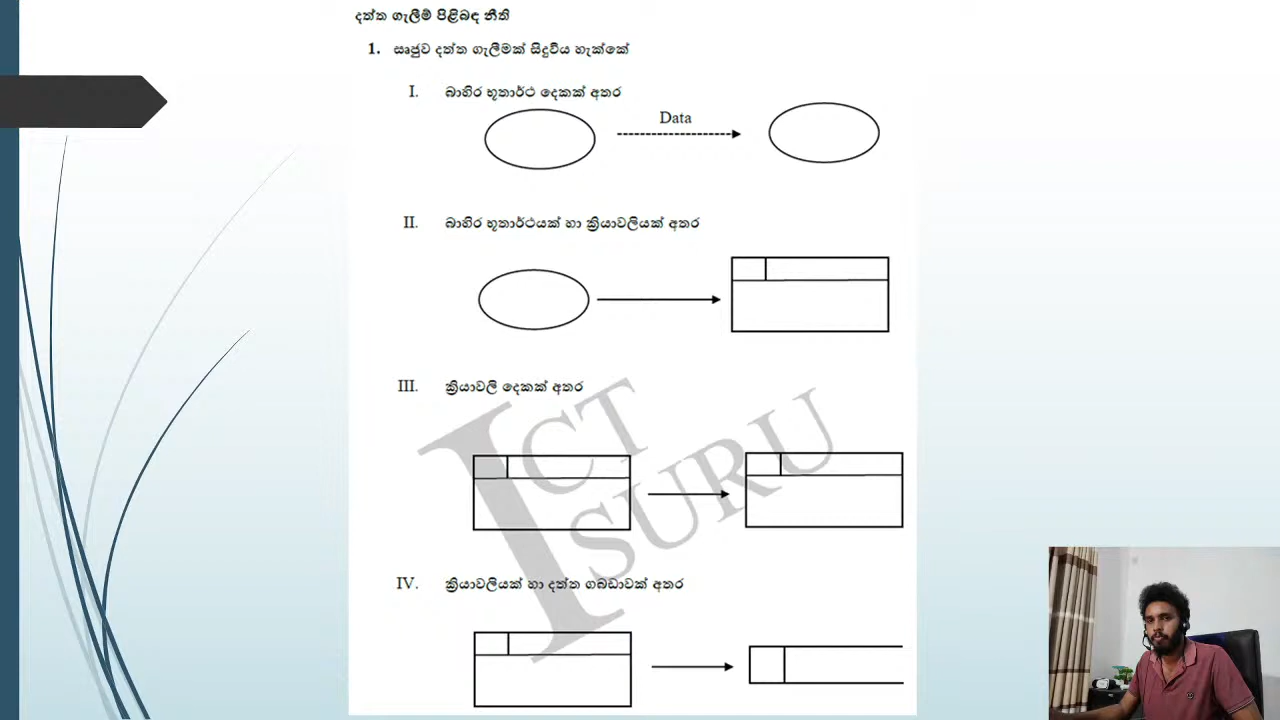 දත්ත ගැලීම් පිළිබඳ නීති
1. සෘජුව දත්ත ගැලීමක් සිදුවිය හැක්කේ
I. බාහිර භූතාර්ථ දෙකක් අතර
Data
II. බාහිර භූතාර්ථයක් හා ක්‍රියාවලියක් අතර
III. ක්‍රියාවලි දෙකක් අතර
ICT
SURU
IV. ක්‍රියාවලියක් හා දත්ත ගබඩාවක් අතර